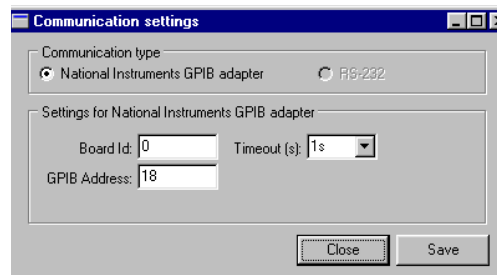 Communication settings
Communication type
National Instruments GPIB adapter
RS-232
Settings for National Instruments GPIB adapter
Board Id: 0
Timeout (s): 1s
GPIB Address: 18
Close
Save